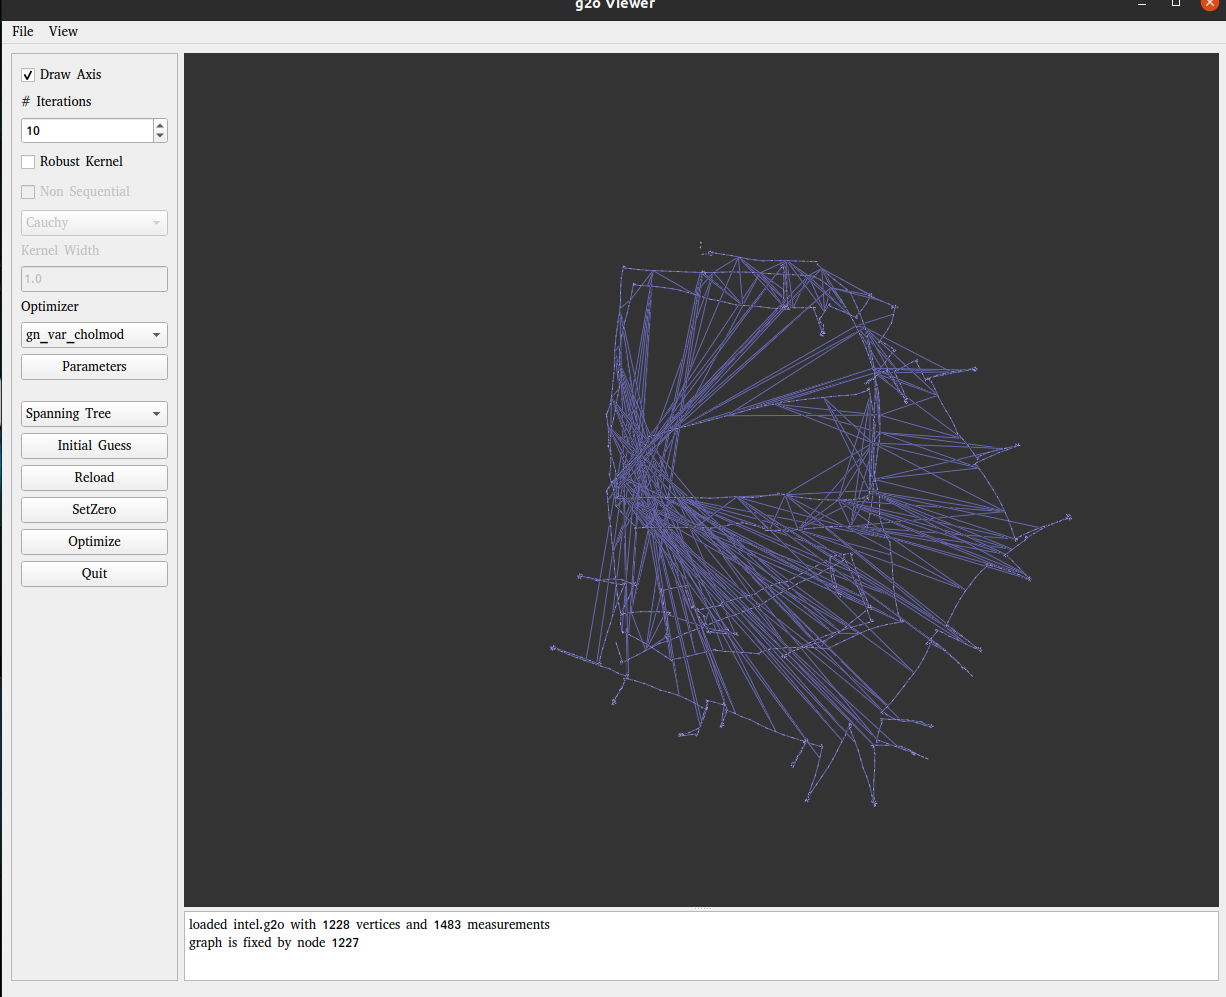 g2o Viewer
File View
Draw Axis
# Iterations
10
Robust Kernel
Non Sequential
Cauchy
Kernel Width
1.0
Optimizer
gn_var_cholmod
Parameters
Spanning Tree
Initial Guess
Reload
SetZero
Optimize
Quit
loaded intel.g2o with 1228 vertices and 1483 measurements
graph is fixed by node 1227